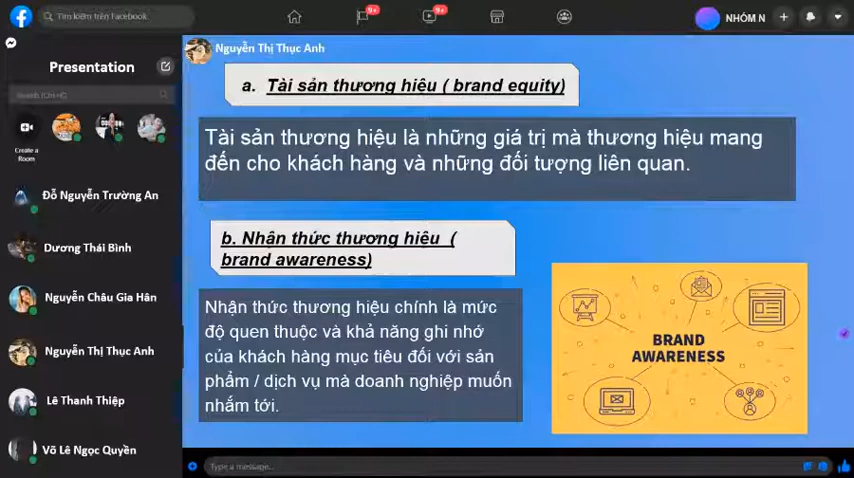 Tìm kiếm trên Facebook
9+
9+
NHÓM N
Presentation
Search (Ctrl+K)
Create a
Room
Đỗ Nguyễn Trường An
Dương Thái Bình
Nguyễn Châu Gia Hân
Nguyễn Thị Thục Anh
Lê Thanh Thiệp
Võ Lê Ngọc Quyền
Nguyễn Thị Thục Anh
a. Tài sản thương hiệu ( brand equity)
Tài sản thương hiệu là những giá trị mà thương hiệu mang
đến cho khách hàng và những đối tượng liên quan.
b. Nhân thức thương hiêu (
brand awareness)
Nhận thức thương hiệu chính là mức
độ quen thuộc và khả năng ghi nhớ
của khách hàng mục tiêu đối với sản
phẩm / dịch vụ mà doanh nghiệp muốn
nhắm tới.
BRAND
AWARENESS
Type a message...